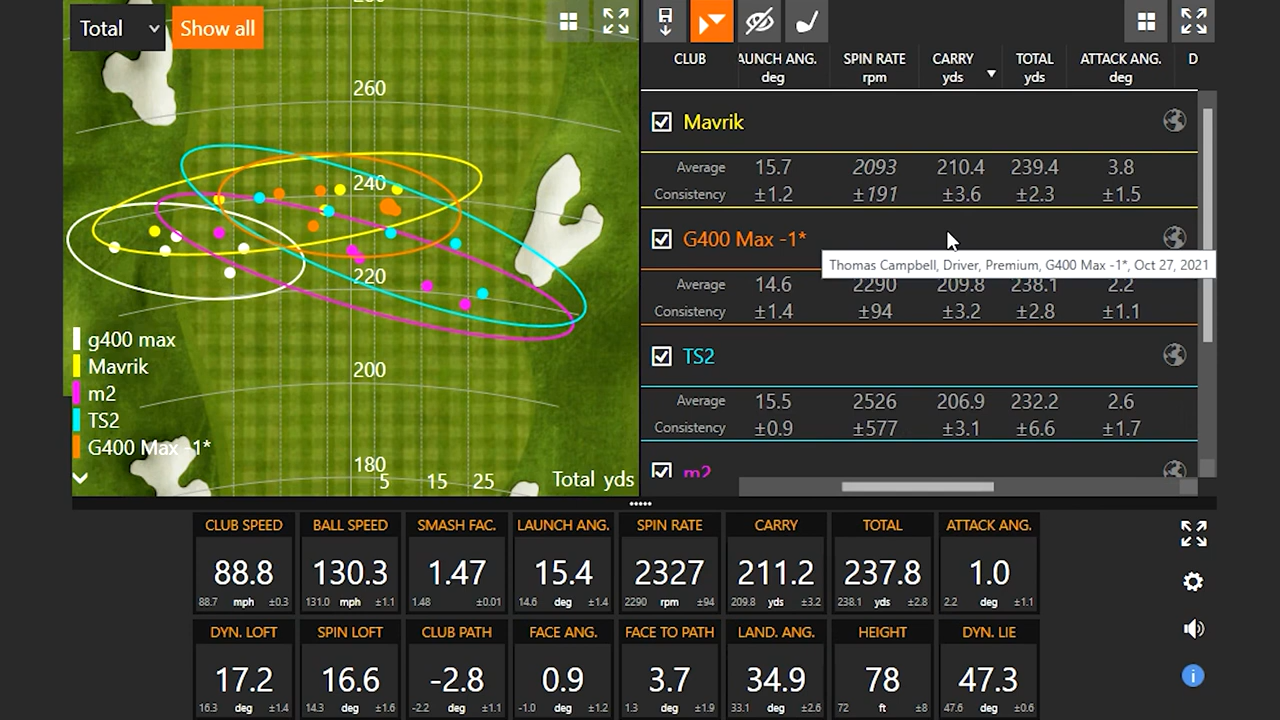 Total
Show all
260
240
220
200
180
5 15 25
Total yds
g400 max
Mavrik
m2
TS2
G400 Max -1*
CLUB
AUNCH ANG. deg
SPIN RATE rpm
CARRY yds
TOTAL yds
ATTACK ANG. deg
D
Mavrik
Average 15.7 2093 210.4 239.4 3.8
Consistency ±1.2 ±191 ±3.6 ±2.3 ±1.5
G400 Max -1*
Thomas Campbell, Driver, Premium, G400 Max -1*, Oct 27, 2021
Average 14.6 2290 209.8 238.1 2.2
Consistency ±1.4 ±94 ±3.2 ±2.8 ±1.1
TS2
Average 15.5 2526 206.9 232.2 2.6
Consistency ±0.9 ±577 ±3.1 ±6.6 ±1.7
m2
CLUB SPEED BALL SPEED SMASH FAC. LAUNCH ANG. SPIN RATE CARRY TOTAL ATTACK ANG.
88.8 130.3 1.47 15.4 2327 211.2 237.8 1.0
88.7 mph ±0.3 131.0 mph ±1.1 1.48 ±0.01 14.6 deg ±1.4 2290 rpm ±94 209.8 yds ±3.2 238.1 yds ±2.8 2.2 deg ±1.1
DYN. LOFT SPIN LOFT CLUB PATH FACE ANG. FACE TO PATH LAND. ANG. HEIGHT DYN. LIE
17.2 16.6 -2.8 0.9 3.7 34.9 78 47.3
16.3 deg ±1.4 14.3 deg ±1.6 -2.2 deg ±1.1 -1.0 deg ±1.2 1.3 deg ±1.9 33.1 deg ±2.6 72 ft ±8 47.6 deg ±0.6